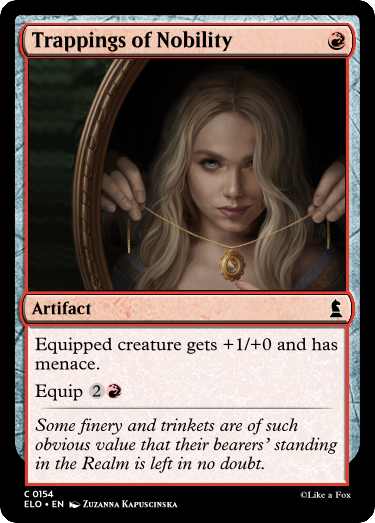 Trappings of Nobility
Artifact
Equipped creature gets +1/+0 and has
menace.
Equip 2
Some finery and trinkets are of such
obvious value that their bearers’ standing
in the Realm is left in no doubt.
C 0154
ELO • EN Zuzanna Kapuscinska
©Like a Fox